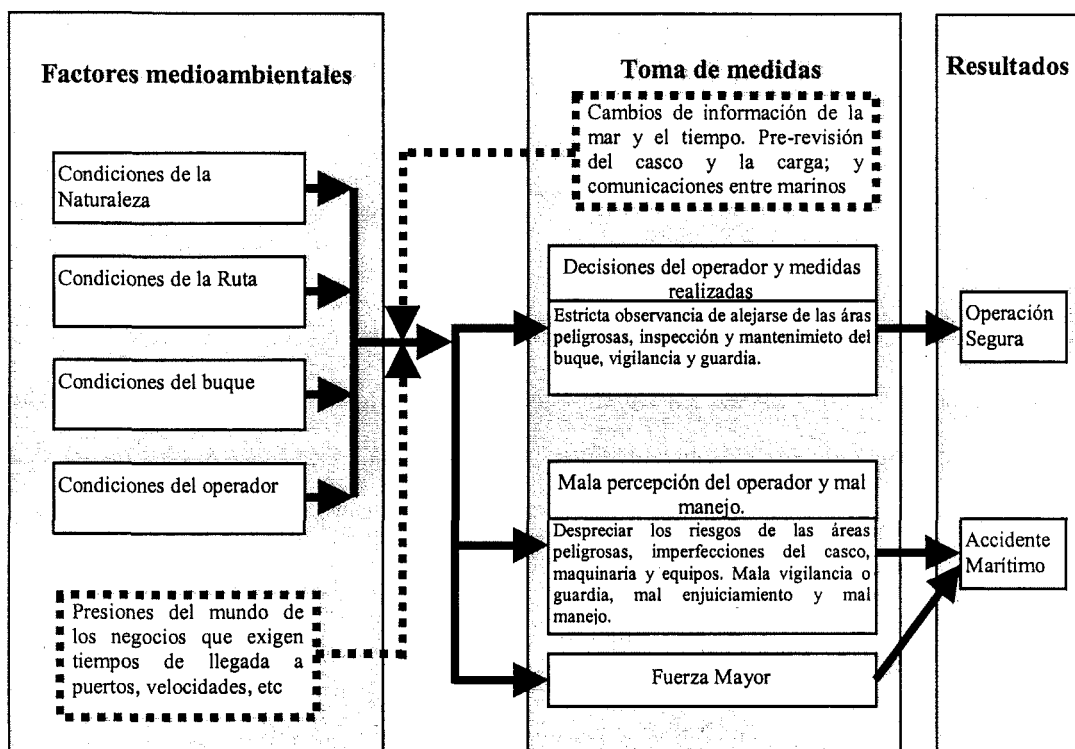 Factores medioambientales
Condiciones de la
Naturaleza
Condiciones de la Ruta
Condiciones del buque
Condiciones del operador
Presiones del mundo de
los negocios que exigen
tiempos de llegada a
puertos, velocidades, etc
Toma de medidas
Cambios de información de la
mar y el tiempo. Pre-revisión
del casco y la carga; y
comunicaciones entre marinos
Decisiones del operador y medidas
realizadas
Estricta observancia de alejarse de las áras
peligrosas, inspección y mantenimieto del
buque, vigilancia y guardia.
Mala percepción del operador y mal
manejo.
Despreciar los riesgos de las áreas
peligrosas, imperfecciones del casco,
maquinaria y equipos. Mala vigilancia o
guardia, mal enjuiciamiento y mal
manejo.
Fuerza Mayor
Resultados
Operación
Segura
Accidente
Marítimo